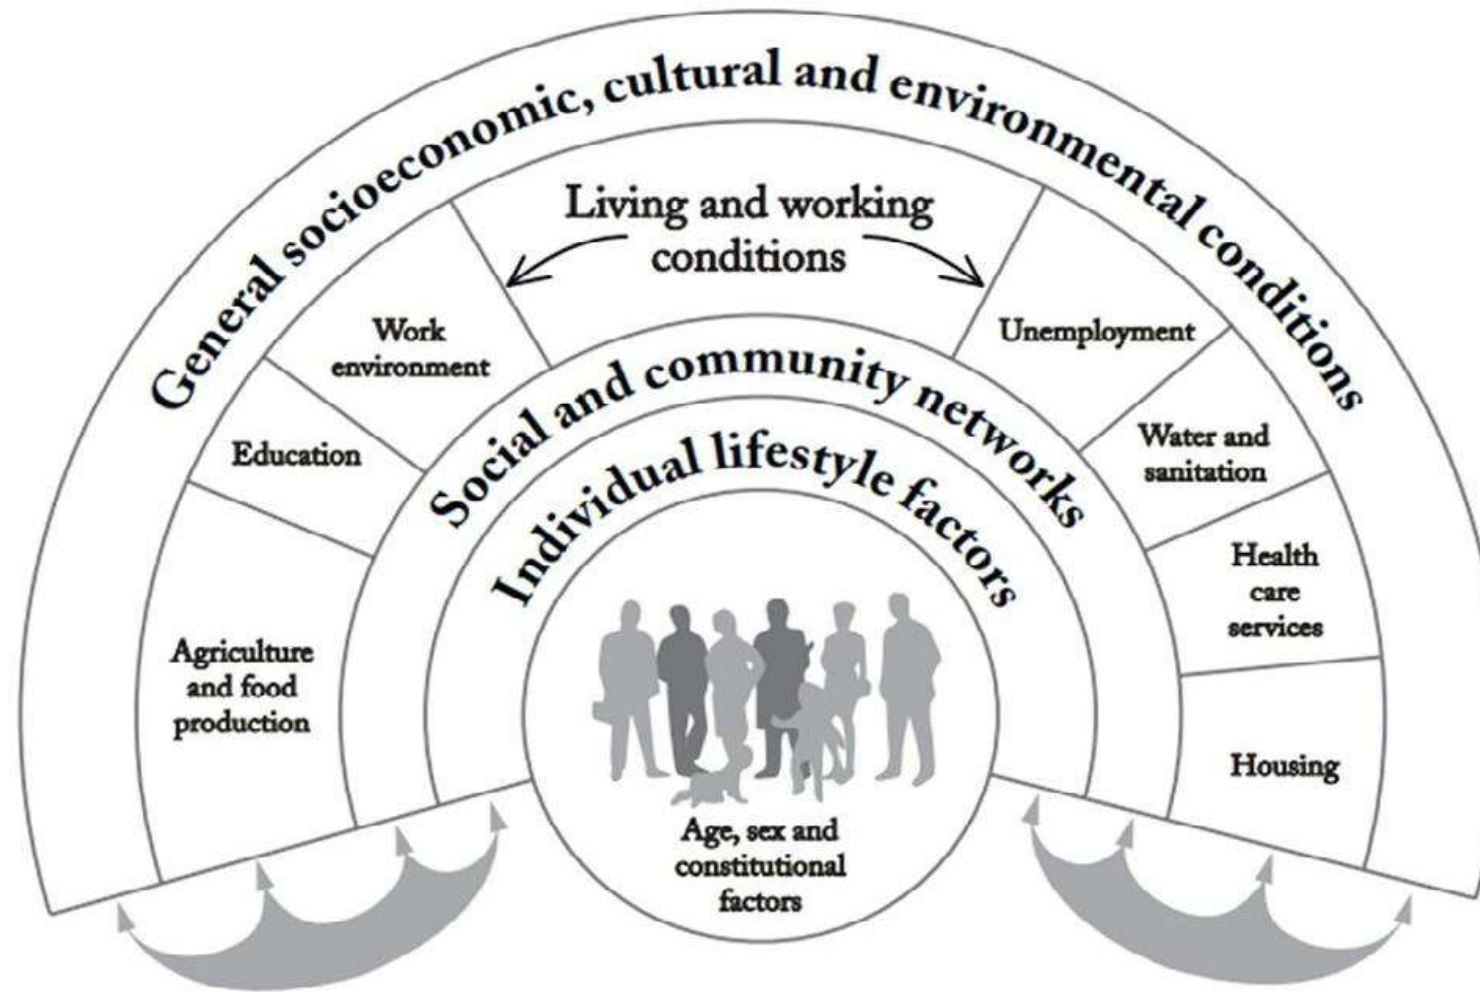 General socioeconomic, cultural and environmental conditions
Living and working
conditions
Work
environment
Unemployment
Education
Water and
sanitation
Agriculture
and food
production
Health
care
services
Housing
Social and community networks
Individual lifestyle factors
Age, sex and
constitutional
factors